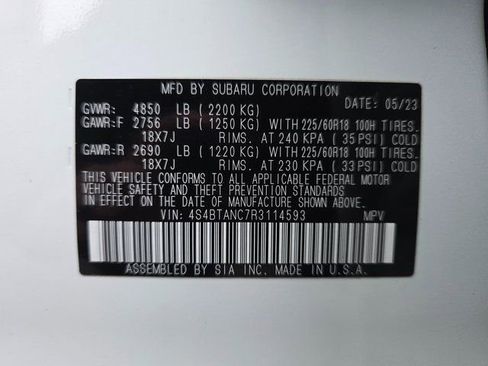 MFD BY SUBARU CORPORATION
GVWR: 4850 LB ( 2200 KG) DATE: 05/23
GAWR:F 2756 LB ( 1250 KG) WITH 225/60R18 100H TIRES.
18X7J RIMS. AT 240 KPA ( 35 PSI) COLD
GAWR:R 2690 LB ( 1220 KG) WITH 225/60R18 100H TIRES.
18X7J RIMS. AT 230 KPA ( 33 PSI) COLD
THIS VEHICLE CONFORMS TO ALL APPLICABLE FEDERAL MOTOR
VEHICLE SAFETY AND THEFT PREVENTION STANDARDS
IN EFFECT ON THE DATE OF MANUFACTURE SHOWN ABOVE.
VIN: 4S4BTANC7R3114593 MPV
ASSEMBLED BY SIA INC. MADE IN U.S.A.